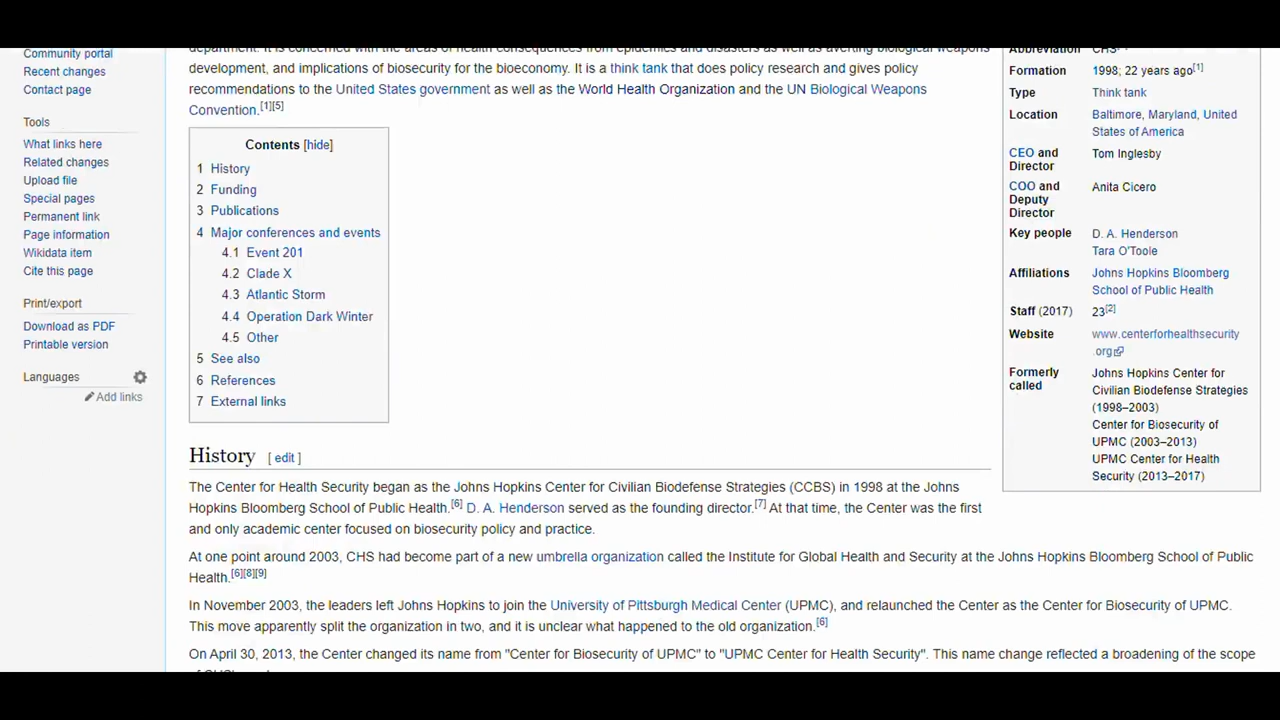 Community portal
Recent changes
Contact page
Tools
What links here
Related changes
Upload file
Special pages
Permanent link
Page information
Wikidata item
Cite this page
Print/export
Download as PDF
Printable version
Languages
Add links
department. It is concerned with the areas of health consequences from epidemics and disasters as well as averting biological weapons
development, and implications of biosecurity for the bioeconomy. It is a think tank that does policy research and gives policy
recommendations to the United States government as well as the World Health Organization and the UN Biological Weapons
Convention.[1][5]
Contents [hide]
1 History
2 Funding
3 Publications
4 Major conferences and events
4.1 Event 201
4.2 Clade X
4.3 Atlantic Storm
4.4 Operation Dark Winter
4.5 Other
5 See also
6 References
7 External links
History [ edit ]
The Center for Health Security began as the Johns Hopkins Center for Civilian Biodefense Strategies (CCBS) in 1998 at the Johns
Hopkins Bloomberg School of Public Health.[6] D. A. Henderson served as the founding director.[7] At that time, the Center was the first
and only academic center focused on biosecurity policy and practice.
At one point around 2003, CHS had become part of a new umbrella organization called the Institute for Global Health and Security at the Johns Hopkins Bloomberg School of Public
Health.[6][8][9]
In November 2003, the leaders left Johns Hopkins to join the University of Pittsburgh Medical Center (UPMC), and relaunched the Center as the Center for Biosecurity of UPMC.
This move apparently split the organization in two, and it is unclear what happened to the old organization.[6]
On April 30, 2013, the Center changed its name from "Center for Biosecurity of UPMC" to "UPMC Center for Health Security". This name change reflected a broadening of the scope
Abbreviation CHS
Formation 1998; 22 years ago[1]
Type Think tank
Location Baltimore, Maryland, United
States of America
CEO and Tom Inglesby
Director
COO and Anita Cicero
Deputy
Director
Key people D. A. Henderson
Tara O'Toole
Affiliations Johns Hopkins Bloomberg
School of Public Health
Staff (2017) 23[2]
Website www.centerforhealthsecurity
.org
Formerly Johns Hopkins Center for
called Civilian Biodefense Strategies
(1998–2003)
Center for Biosecurity of
UPMC (2003–2013)
UPMC Center for Health
Security (2013–2017)